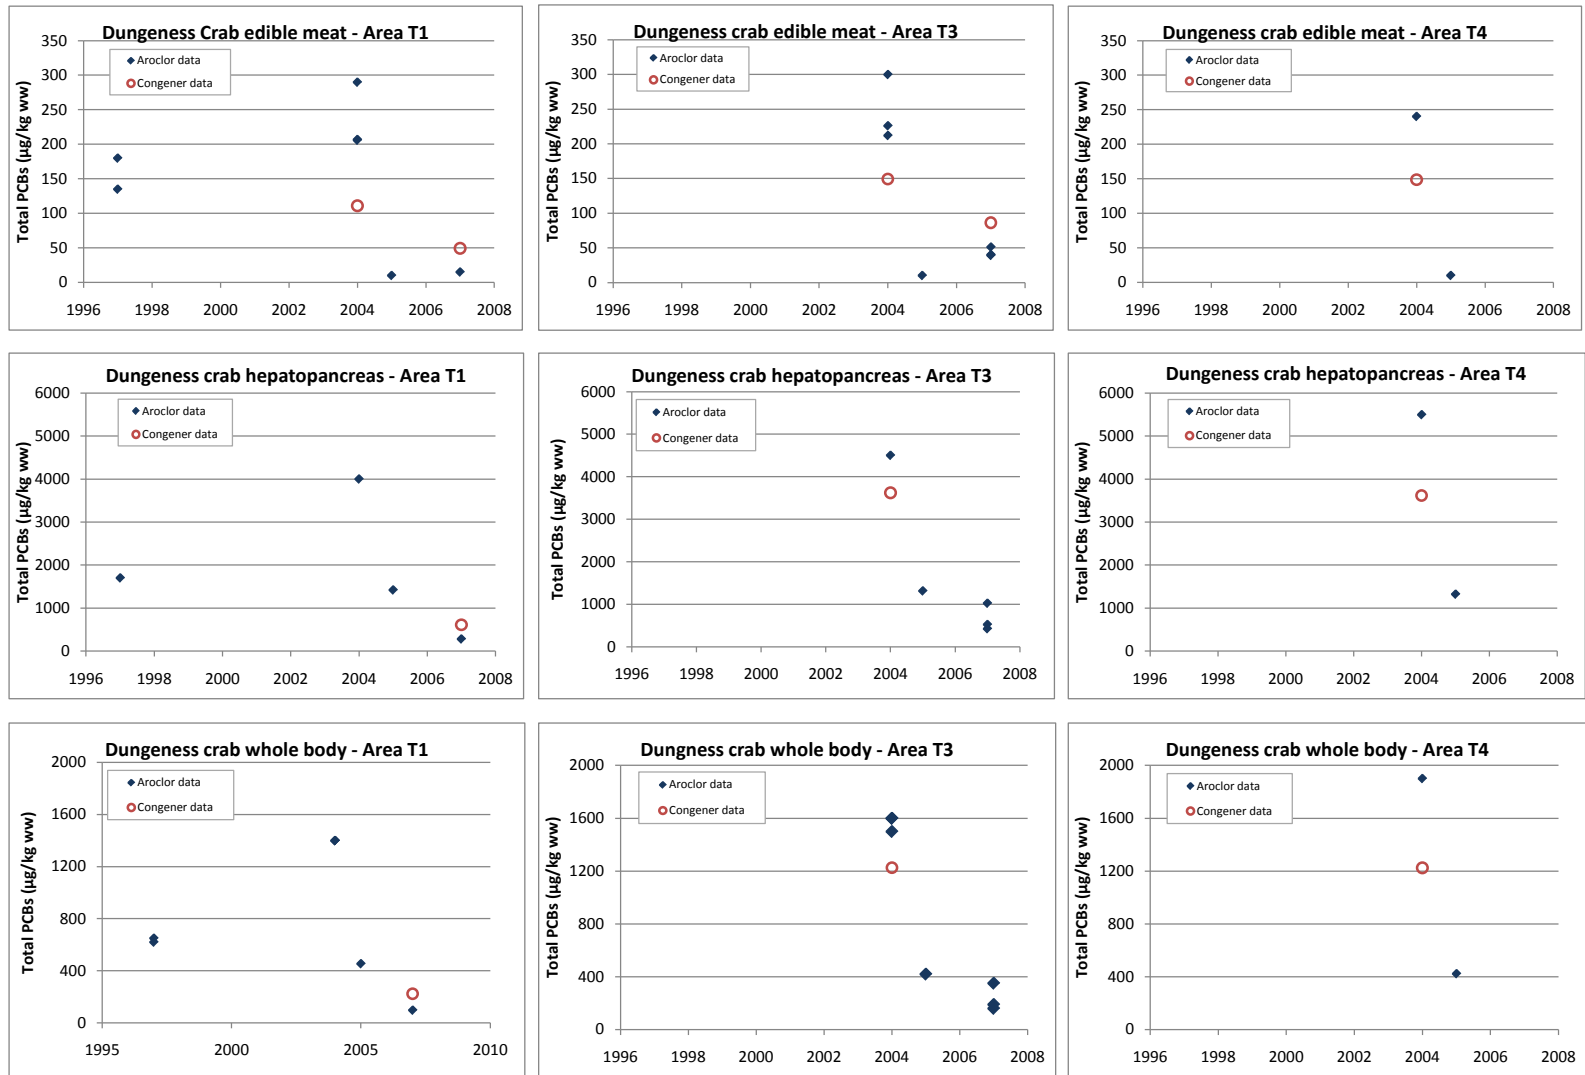 Dungeness Crab edible meat - Area T1
Total PCBs (µg/kg ww)
350
300
250
200
150
100
50
0
Aroclor data
Congener data
1996 1998 2000 2002 2004 2006 2008
Dungeness crab edible meat - Area T3
Total PCBs (µg/kg ww)
350
300
250
200
150
100
50
0
Aroclor data
Congener data
1996 1998 2000 2002 2004 2006 2008
Dungeness crab edible meat - Area T4
Total PCBs (µg/kg ww)
350
300
250
200
150
100
50
0
Aroclor data
Congener data
1996 1998 2000 2002 2004 2006 2008
Dungeness crab hepatopancreas - Area T1
Total PCBs (µg/kg ww)
6000
5000
4000
3000
2000
1000
0
Aroclor data
Congener data
1996 1998 2000 2002 2004 2006 2008
Dungeness crab hepatopancreas - Area T3
Total PCBs (µg/kg ww)
6000
5000
4000
3000
2000
1000
0
Aroclor data
Congener data
1996 1998 2000 2002 2004 2006 2008
Dungeness crab hepatopancreas - Area T4
Total PCBs (µg/kg ww)
6000
5000
4000
3000
2000
1000
0
Aroclor data
Congener data
1996 1998 2000 2002 2004 2006 2008
Dungeness crab whole body - Area T1
Total PCBs (µg/kg ww)
2000
1600
1200
800
400
0
Aroclor data
Congener data
1995 2000 2005 2010
Dungness crab whole body - Area T3
Total PCBs (µg/kg ww)
2000
1600
1200
800
400
0
Aroclor data
Congener data
1996 1998 2000 2002 2004 2006 2008
Dungeness crab whole body - Area T4
Total PCBs (µg/kg ww)
2000
1600
1200
800
400
0
Aroclor data
Congener data
1996 1998 2000 2002 2004 2006 2008